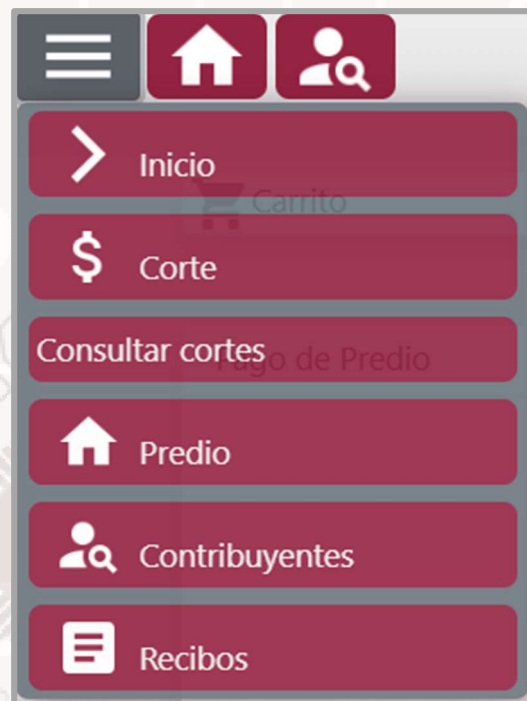 Inicio
Carrito
Corte
Consultar cortes
Pago de Predio
Predio
Contribuyentes
Recibos